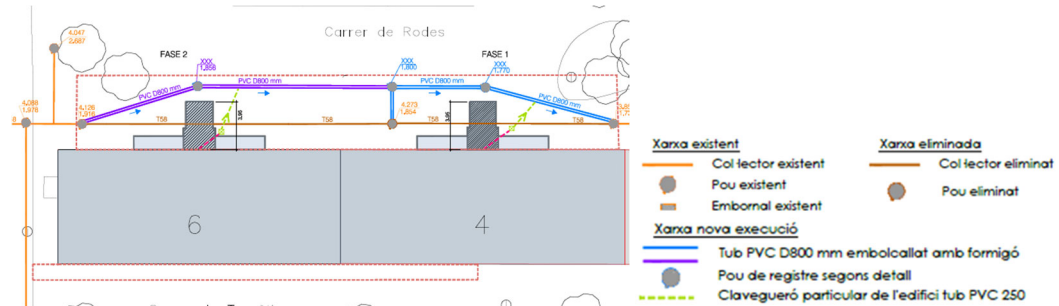 Carrer de Rodes
4.047
2.687
FASE 2
FASE 1
XXX
1.858
XXX
1.800
XXX
1.770
PVC D800 mm
PVC D800 mm
PVC D800 mm
PVC D800 mm
4.088
1.976
4.126
1.918
4.273
1.854
T58
T58
T58
T58
3,95
3,95
6
4
Xarxa existent
Col·lector existent
Pou existent
Embornal existent
Xarxa eliminada
Col·lector eliminat
Pou eliminat
Xarxa nova execució
Tub PVC D800 mm embolcallat amb formigó
Pou de registre segons detall
Clavegueró particular de l'edifici tub PVC 250